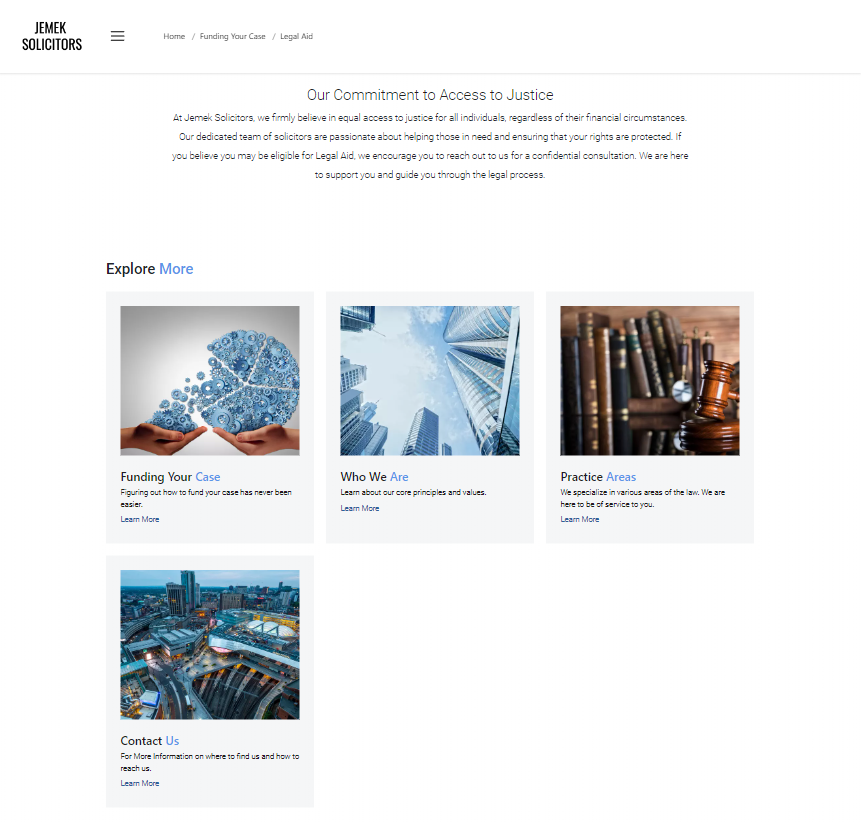 JEMEK
SOLICITORS
Home / Funding Your Case / Legal Aid
Our Commitment to Access to Justice
At Jemek Solicitors, we firmly believe in equal access to justice for all individuals, regardless of their financial circumstances.
Our dedicated team of solicitors are passionate about helping those in need and ensuring that your rights are protected. If
you believe you may be eligible for Legal Aid, we encourage you to reach out to us for a confidential consultation. We are here
to support you and guide you through the legal process.
Explore More
Funding Your Case
Figuring out how to fund your case has never been
easier.
Learn More
Who We Are
Learn about our core principles and values.
Learn More
Practice Areas
We specialize in various areas of the law. We are
here to be of service to you.
Learn More
Contact Us
For More Information on where to find us and how to
reach us.
Learn More